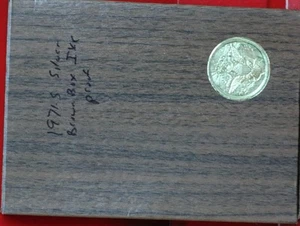 1971-S Silver
Brown Box Ike
Proof